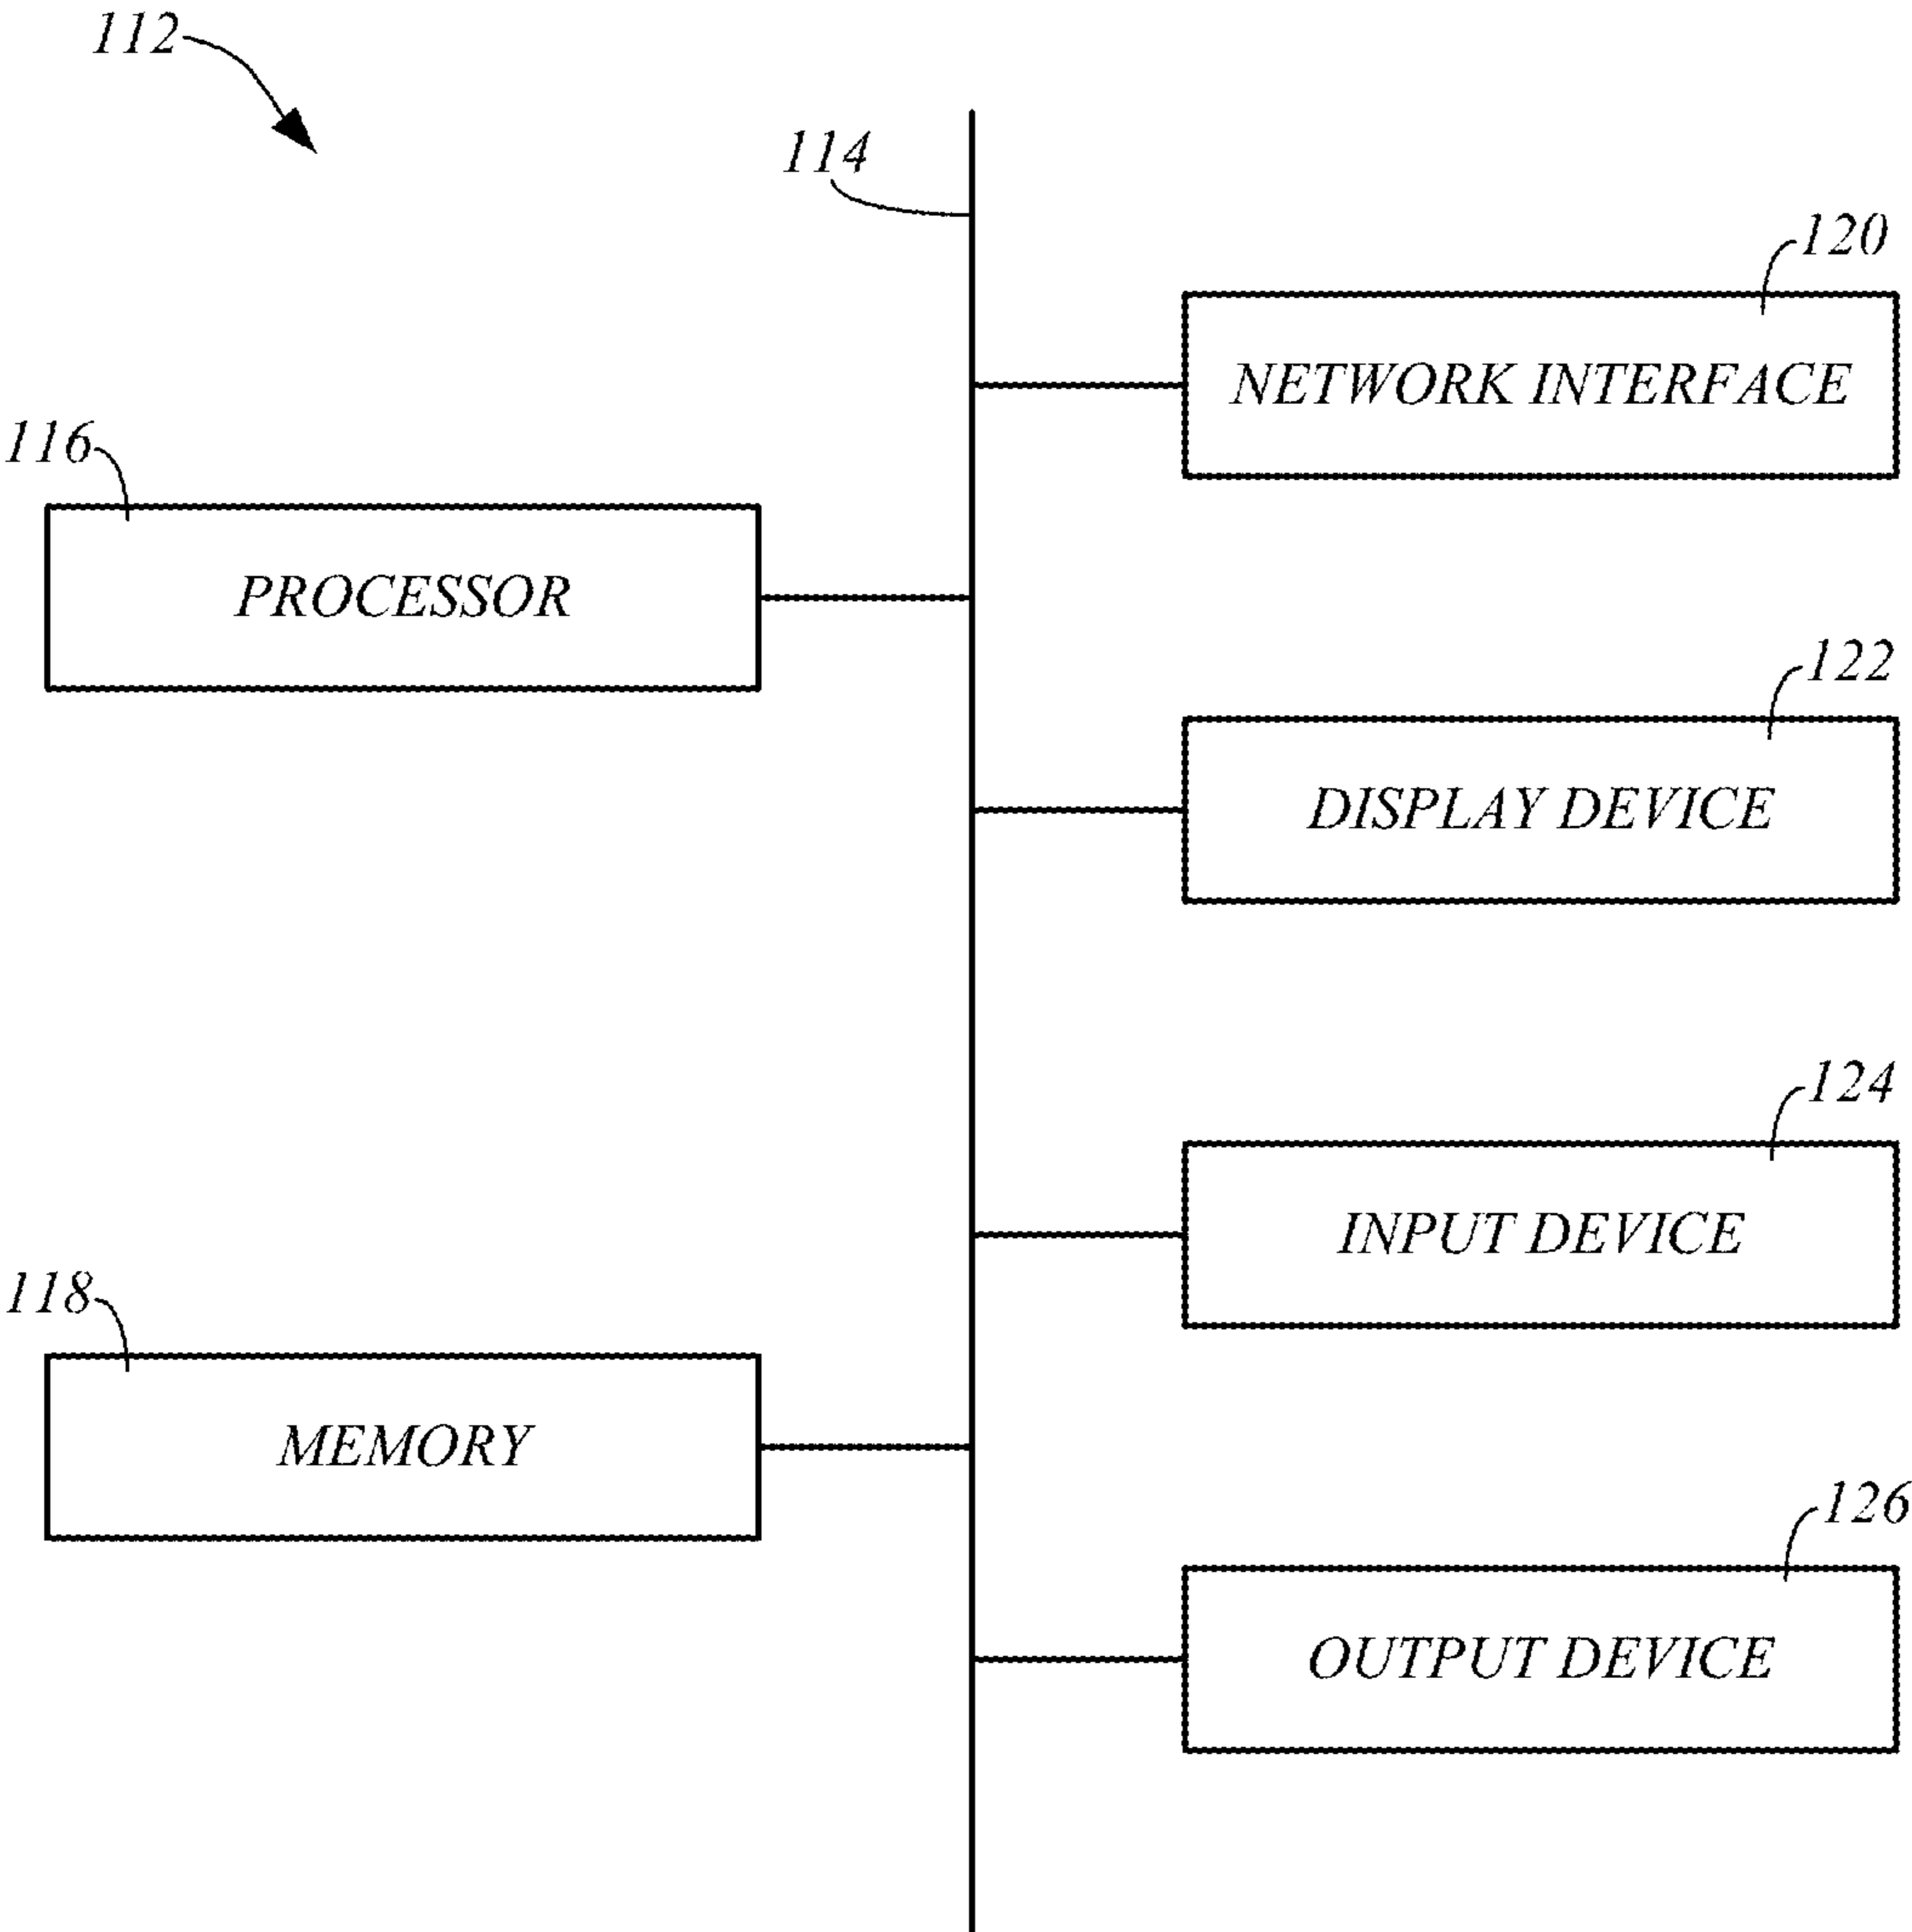 112
114
120
NETWORK INTERFACE
116
PROCESSOR
122
DISPLAY DEVICE
124
INPUT DEVICE
118
MEMORY
126
OUTPUT DEVICE